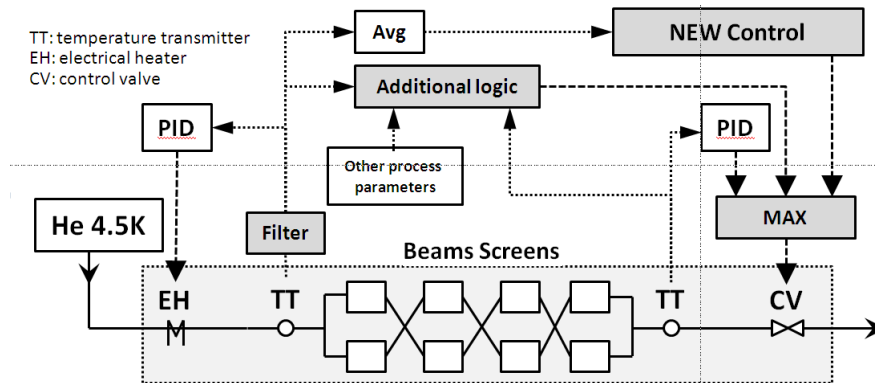 TT: temperature transmitter
EH: electrical heater
CV: control valve
Avg
NEW Control
Additional logic
PID
PID
Other process
parameters
He 4.5K
Filter
MAX
Beams Screens
EH
TT
TT
CV